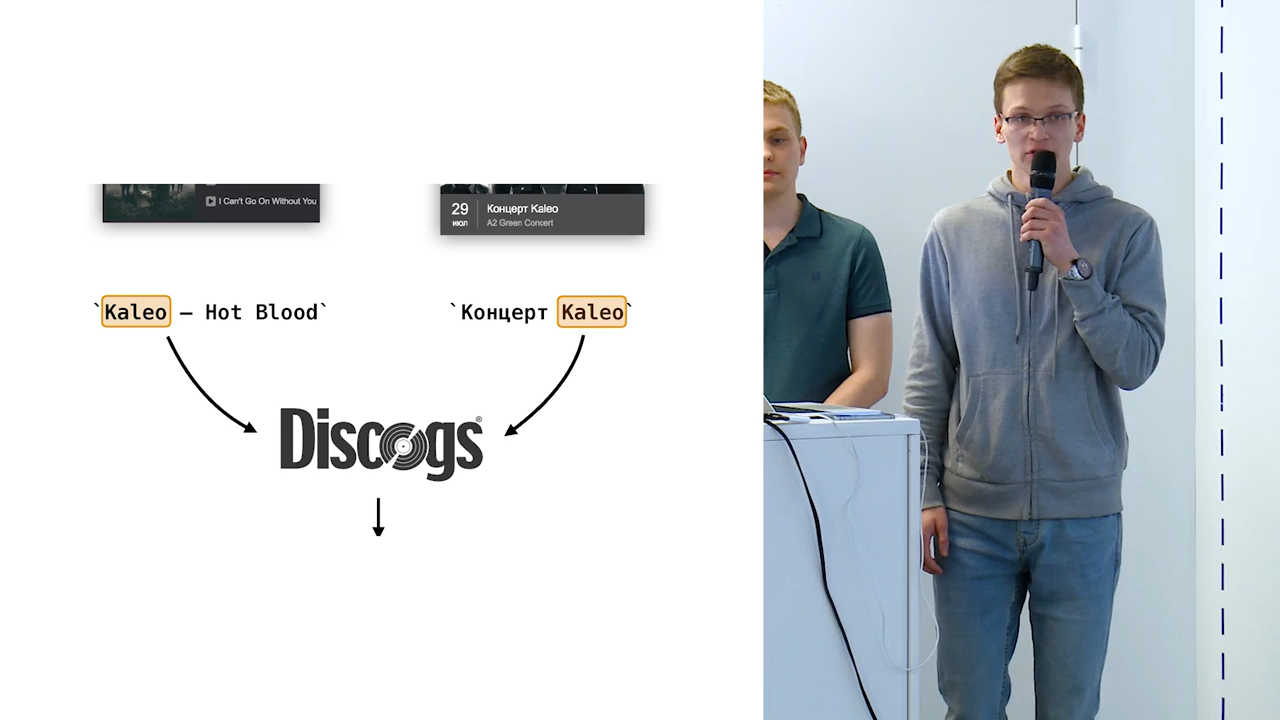 I Can't Go On Without You
29
июл
Концерт Kaleo
A2 Green Concert
`Kaleo — Hot Blood`
`Концерт Kaleo`
Discogs®